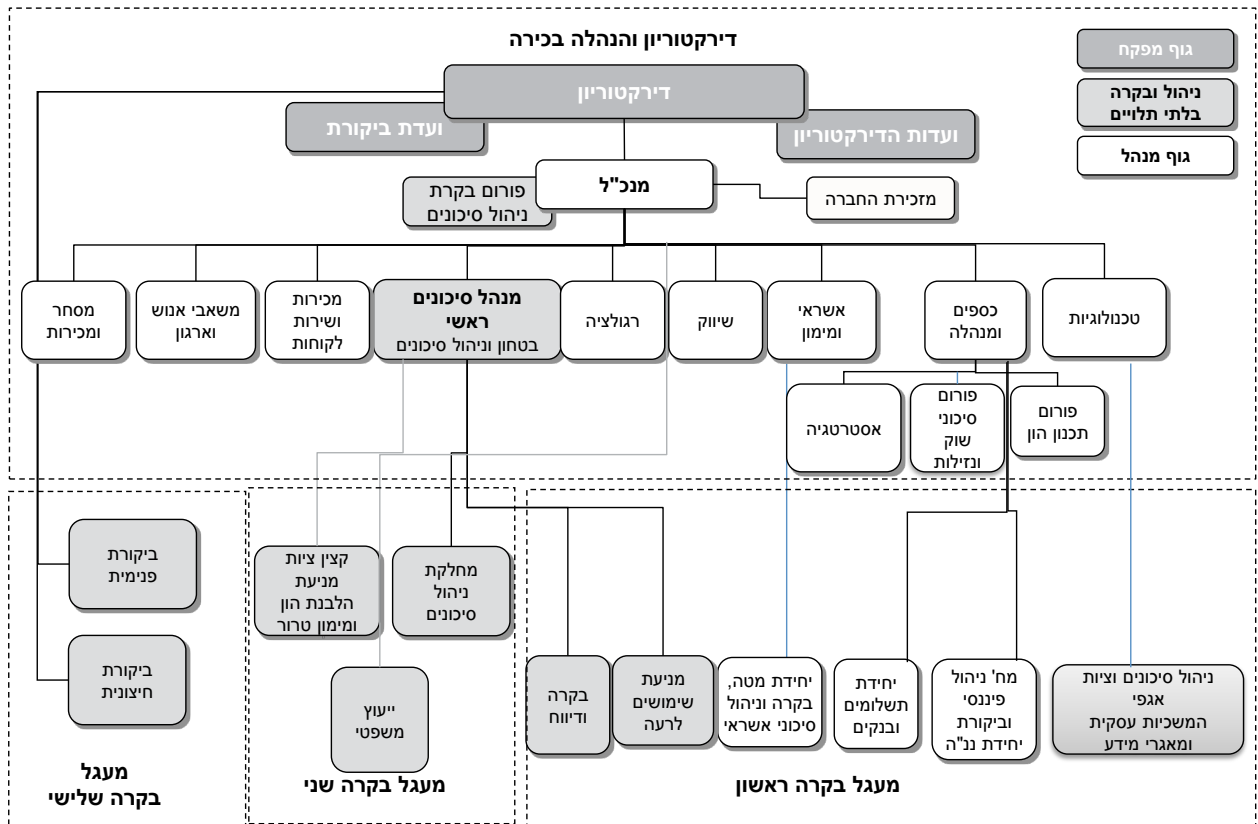 דירקטוריון והנהלה בכירה
גוף מפקח
ניהול ובקרה
בלתי תלויים
גוף מנהל
דירקטוריון
ועדות הדירקטוריון
ועדת ביקורת
מנכ"ל
מזכירת החברה
פורום בקרת
ניהול סיכונים
טכנולוגיות
כספים
ומנהלה
אשראי
ומימון
שיווק
רגולציה
מנהל סיכונים
ראשי
בטחון וניהול סיכונים
מכירות
ושירות
לקוחות
משאבי אנוש
וארגון
מסחר
ומכירות
פורום
תכנון הון
פורום
סיכוני
שוק
ונזילות
אסטרטגיה
ניהול סיכונים וציות
אגפי
המשכיות עסקית
ומאגרי מידע
מח' ניהול
פיננסי
וביקורת
יחידת ננ"ה
יחידת
תשלומים
ובנקים
יחידת מטה,
בקרה וניהול
סיכוני אשראי
מניעת
שימושים
לרעה
בקרה
ודיווח
מעגל בקרה ראשון
מחלקת
ניהול
סיכונים
קצין ציות
מניעת
הלבנת הון
ומימון טרור
ייעוץ
משפטי
מעגל בקרה שני
ביקורת
פנימית
ביקורת
חיצונית
מעגל
בקרה שלישי